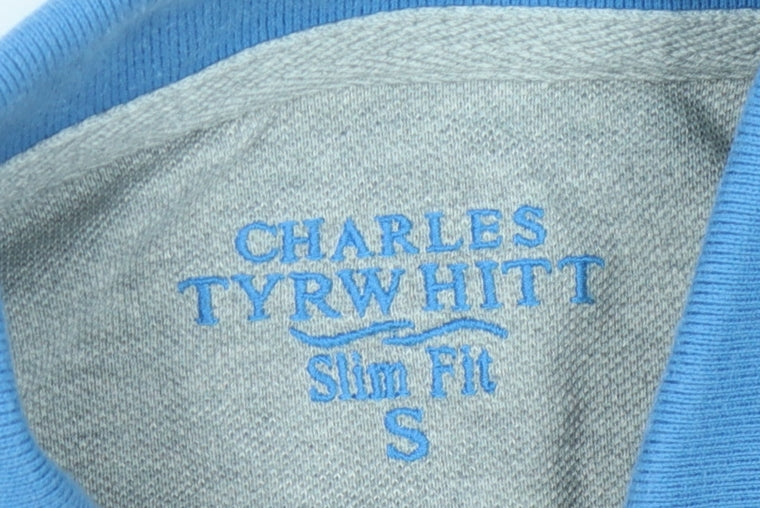 CHARLES
TYRWHITT
Slim Fit
S